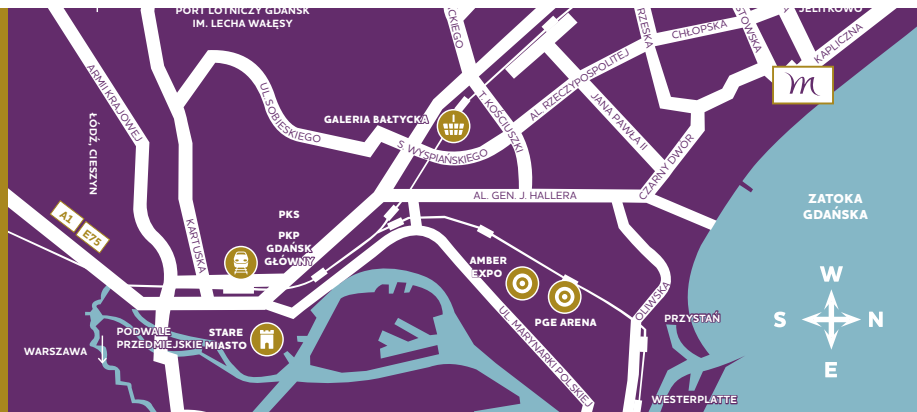 PORT LOTNICZY GDAŃSK
IM. LECHA WAŁĘSY
JELITKOWO
CHŁOPSKA
KAPLICZNA
m
ARMII KRAJOWEJ
UL. SOBIESKIEGO
AL. RZECZYPOSPOLITEJ
JANA PAWŁA II
T. KOŚCIUSZKI
GALERIA BAŁTYCKA
S. WYSPIAŃSKIEGO
ŁÓDŹ, CIESZYN
CZARNY DWÓR
AL. GEN. J. HALLERA
ZATOKA
GDAŃSKA
A1
E75
PKS
PKP
GDAŃSK
GŁÓWNY
KARTUSKA
AMBER
EXPO
PGE ARENA
OLIWSKA
UL. MARYNARKI POLSKIEJ
PRZYSTAŃ
W
S
N
E
PODWALE
PRZEDMIEJSKIE
STARE
MIASTO
WARSZAWA
WESTERPLATTE